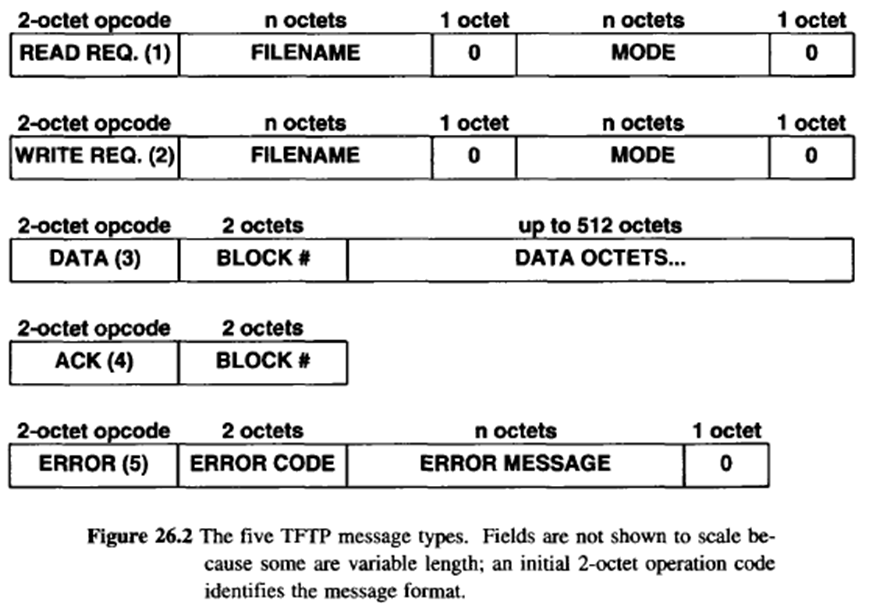 2-octet opcode n octets 1 octet n octets 1 octet
READ REQ. (1) FILENAME 0 MODE 0
2-octet opcode n octets 1 octet n octets 1 octet
WRITE REQ. (2) FILENAME 0 MODE 0
2-octet opcode 2 octets up to 512 octets
DATA (3) BLOCK # DATA OCTETS...
2-octet opcode 2 octets
ACK (4) BLOCK #
2-octet opcode 2 octets n octets 1 octet
ERROR (5) ERROR CODE ERROR MESSAGE 0
Figure 26.2 The five TFTP message types. Fields are not shown to scale be-
cause some are variable length; an initial 2-octet operation code
identifies the message format.